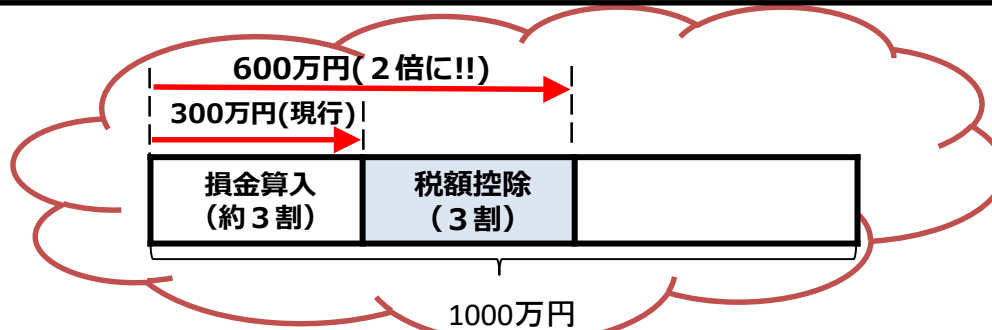 600万円(２倍に!!)
300万円(現行)
損金算入
（約３割）
税額控除
（３割）
1000万円